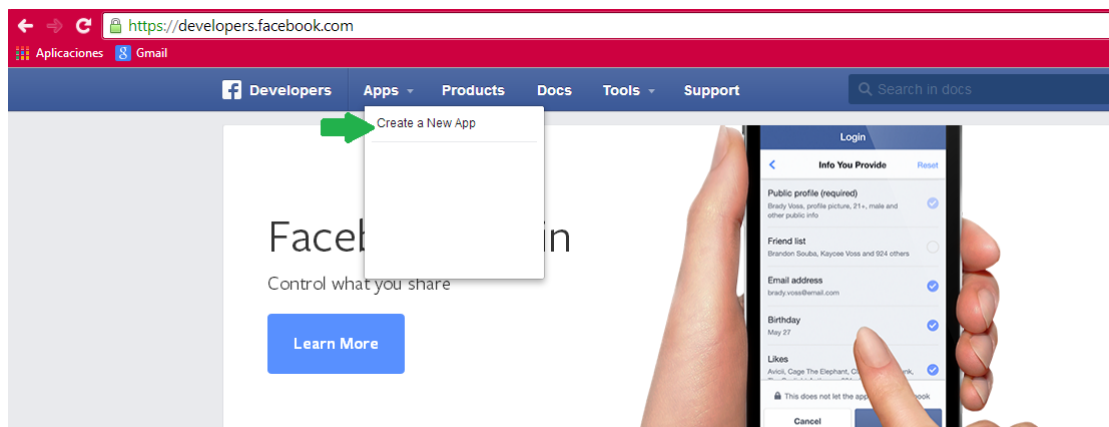 https://developers.facebook.com
Aplicaciones Gmail
Developers Apps Products Docs Tools Support Search in docs
Create a New App
Face in
Control what you share
Learn More
Login
Info You Provide Reset
Public profile (required)
Brady Voss, profile picture, 21+, male and
other public info
Friend list
Brandon Souba, Kaycee Voss and 924 others
Email address
brady.voss@email.com
Birthday
May 27
Likes
Avicii, Cage The Elephant,
This does not let the app
Cancel